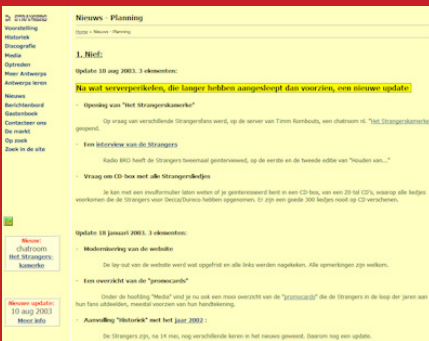 Voorstelling
Historiek
Discografie
Media
Optreden
Meer Antwerps
Antwerps leren
Nieuws
Berichtenbord
Gastenboek
Contacteer ons
De markt
Op zoek
Zoek in de site
Nieuw:
chatroom
Het Strangers-
kamerke
Nieuwe update:
10 aug 2003
Meer info
Nieuws - Planning
Home > Nieuws - Planning
1. Nief:
Update 10 aug 2003. 3 elementen:
Na wat serverperikelen, die langer hebben aangesleept dan voorzien, een nieuwe update
- Opening van "Het Strangerskamerke"
Op vraag van verschillende Strangersfans werd, op de server van Timm Rambouts, een chatroom nl. "Het Strangerskamerke
geopend.
- Een interview van de Strangers
Radio BRO heeft de Strangers tweemaal geïnterviewd, op de eerste en de tweede editie van "Houden van..."
- Vraag om CD-box met alle Strangersliedjes
Je kan met een invulformulier laten weten of je geïnteresseerd bent in een CD-box, van een 20-tal CD's, waarop alle liedjes
voorkomen die de Strangers voor Decca/Dureco hebben opgenomen. Er zijn een goede 300 liedjes nooit op CD verschenen.
Update 18 januari 2003. 3 elementen:
- Modernisering van de website
De lay-out van de website werd wat opgefrist en alle links werden nagekeken. Alle opmerkingen zijn welkom.
- Een overzicht van de "promocards"
Onder de hoofding "Media" vind je nu ook een mooi overzicht van de "promocards" die de Strangers in de loop der jaren aan
hun fans uitdeelden, meestal voorzien van hun handtekening.
- Aanvulling "Historiek" met het jaar 2002 :
De Strangers zijn, na 14 mei, nog verschillende keren in het nieuws geweest. Daarom nog een update.